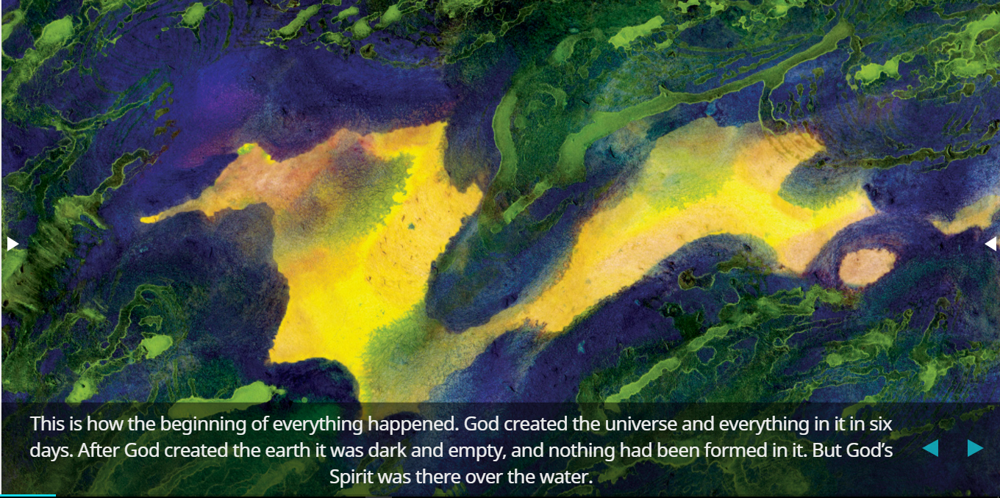 This is how the beginning of everything happened. God created the universe and everything in it in six
days. After God created the earth it was dark and empty, and nothing had been formed in it. But God’s
Spirit was there over the water.